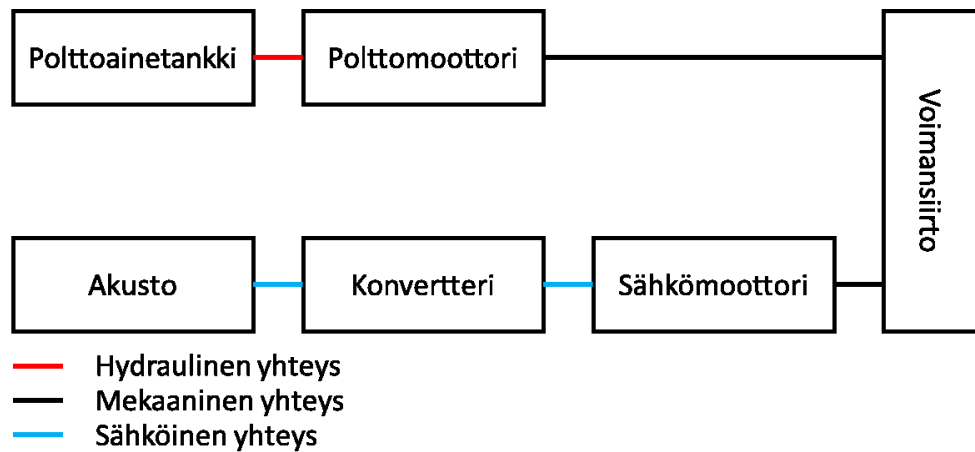 Polttoainetankki
Polttomoottori
Voimansiirto
Akusto
Konvertteri
Sähkömoottori
Hydraulinen yhteys
Mekaaninen yhteys
Sähköinen yhteys